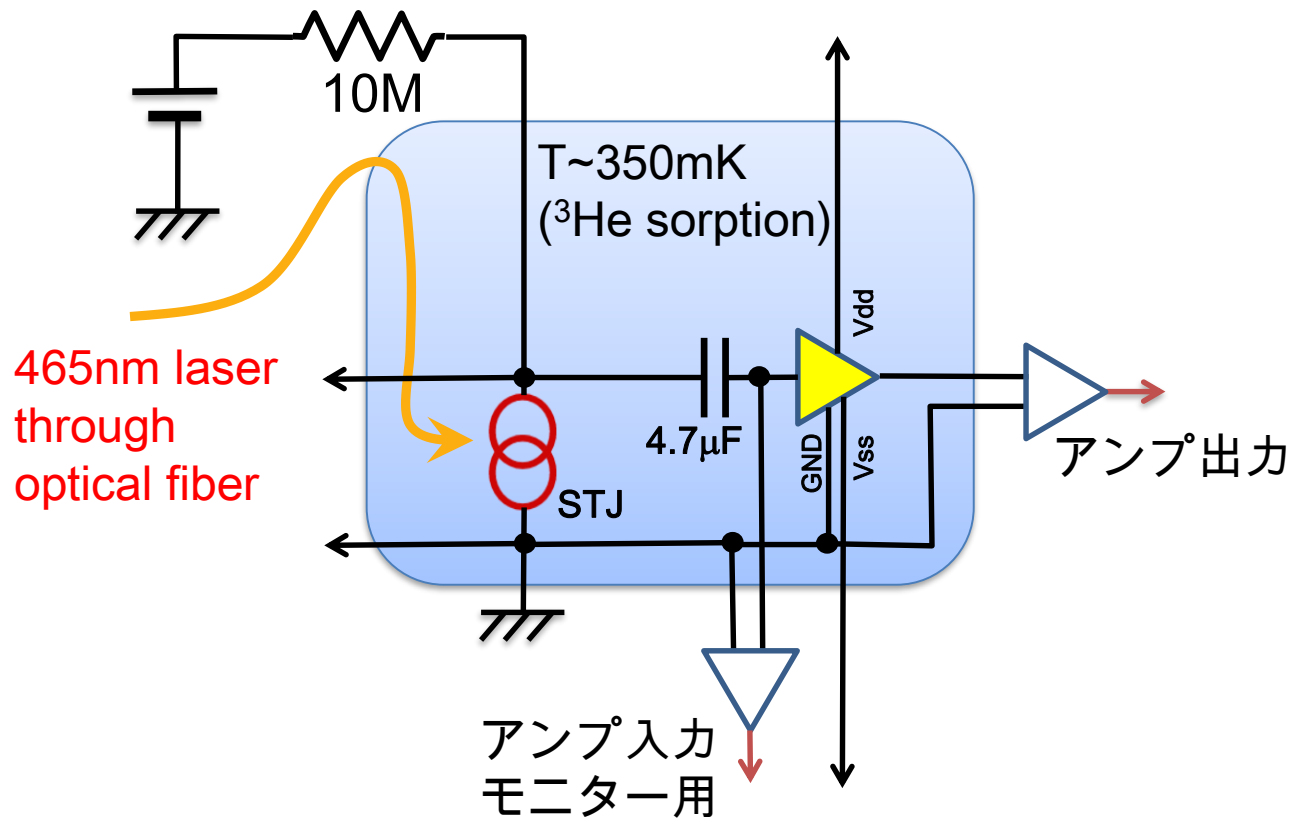 10M
T~350mK
(³He sorption)
Vdd
465nm laser
through
optical fiber
4.7μF
GND
Vss
STJ
アンプ出力
アンプ入力
モニター用